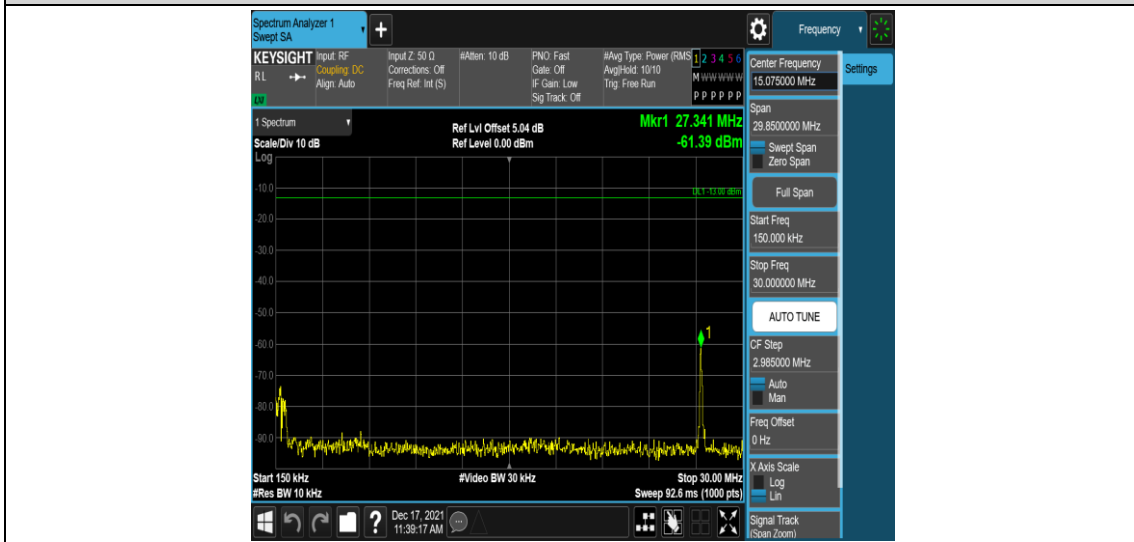 Spectrum Analyzer 1
Swept SA
Frequency
KEYSIGHT
RL
LXI
Input: RF
Coupling: DC
Align: Auto
Input Z: 50 Ω
Corrections: Off
Freq Ref: Int (S)
#Atten: 10 dB
PNO: Fast
Gate: Off
IF Gain: Low
Sig Track: Off
#Avg Type: Power (RMS
Avg|Hold: 10/10
Trig: Free Run
1 2 3 4 5 6
M W W W W W
P P P P P P
Center Frequency
15.075000 MHz
Settings
Span
29.8500000 MHz
Swept Span
Zero Span
Full Span
Start Freq
150.000 kHz
Stop Freq
30.000000 MHz
AUTO TUNE
CF Step
2.985000 MHz
Auto
Man
Freq Offset
0 Hz
X Axis Scale
Log
Lin
Signal Track
(Span Zoom)
1 Spectrum
Scale/Div 10 dB
Log
Ref Lvl Offset 5.04 dB
Ref Level 0.00 dBm
Mkr1 27.341 MHz
-61.39 dBm
DL1 -13.00 dBm
-10.0
-20.0
-30.0
-40.0
-50.0
-60.0
-70.0
-80.0
-90.0
1
Start 150 kHz
#Res BW 10 kHz
#Video BW 30 kHz
Stop 30.00 MHz
Sweep 92.6 ms (1000 pts)
?
Dec 17, 2021
11:39:17 AM